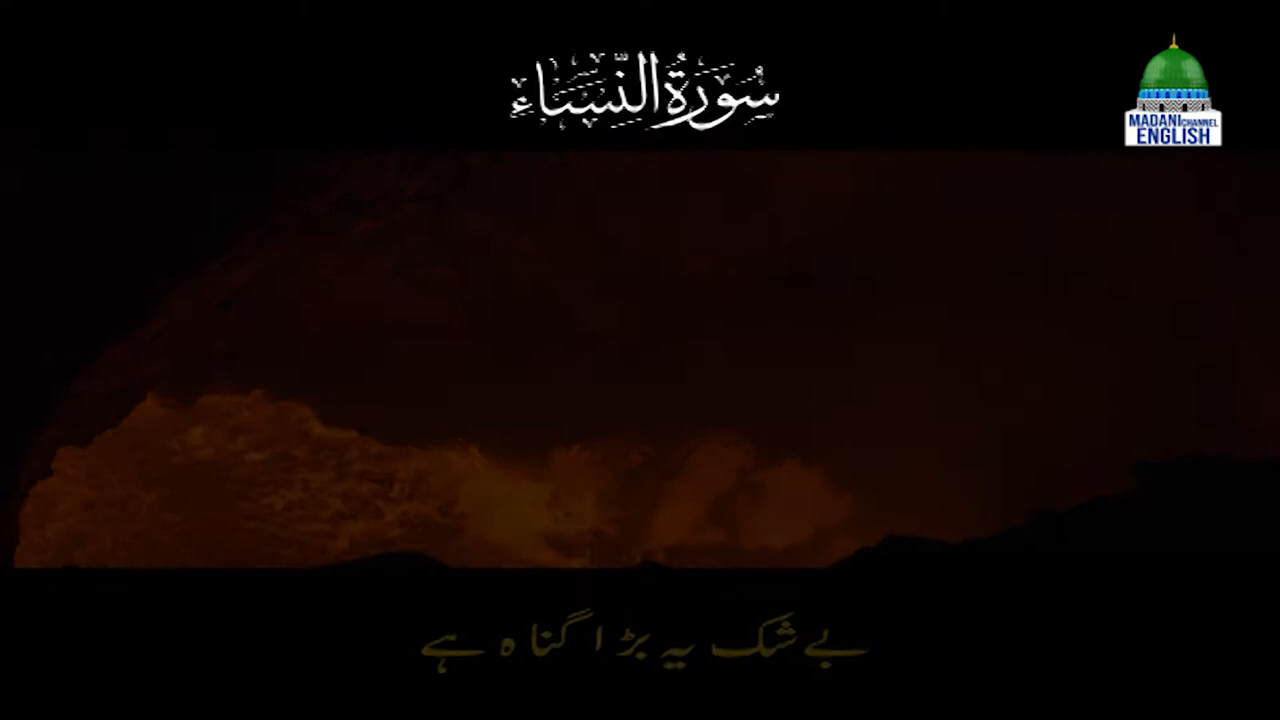 سُوْرَةُ النِّسَاء
MADANI CHANNEL
ENGLISH
بے شک یہ بڑا گناہ ہے